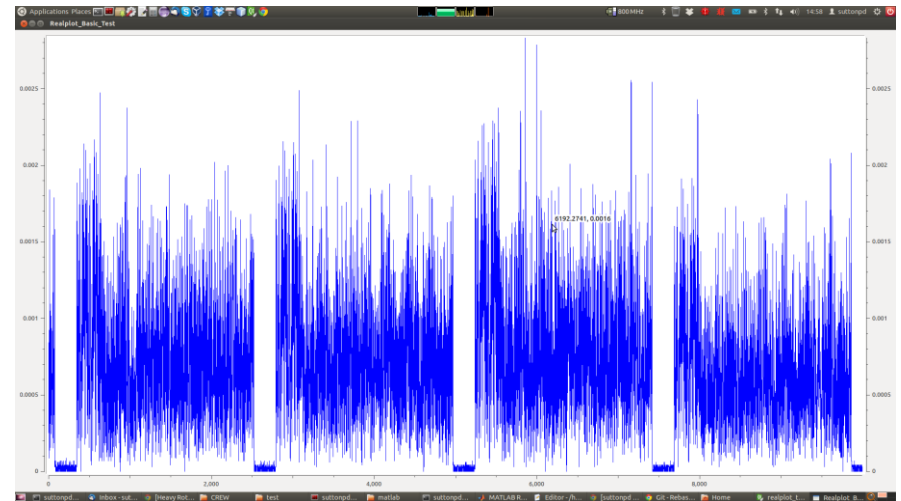 Applications Places 800 MHz 14:58 suttonpd
Realplot_Basic_Test
0.0025 0.0025
0.002 0.002
6192.2741, 0.0016
0.0015 0.0015
0.001 0.001
0.0005 0.0005
0 0
0 2,000 4,000 6,000 8,000
suttonpd... Inbox - sut... [Heavy Rot... CREW test suttonpd... matlab suttonpd... MATLAB R... Editor - /h... [suttonpd ... Git - Rebas... Home realplot_t... Realplot_B...